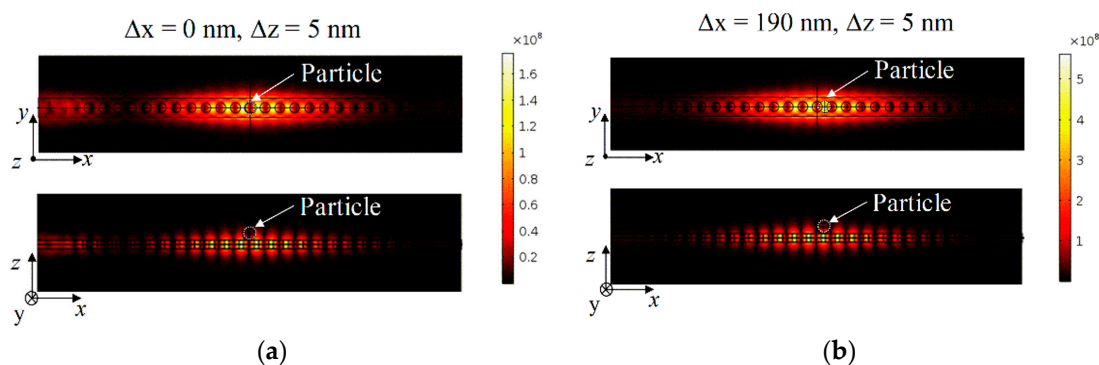 Δx = 0 nm, Δz = 5 nm
×10⁸
Particle
y
z
x
1.6
1.4
1.2
1
0.8
0.6
0.4
0.2
Particle
z
y
x
(a)
Δx = 190 nm, Δz = 5 nm
×10⁸
Particle
y
z
x
5
4
3
2
1
Particle
z
y
x
(b)